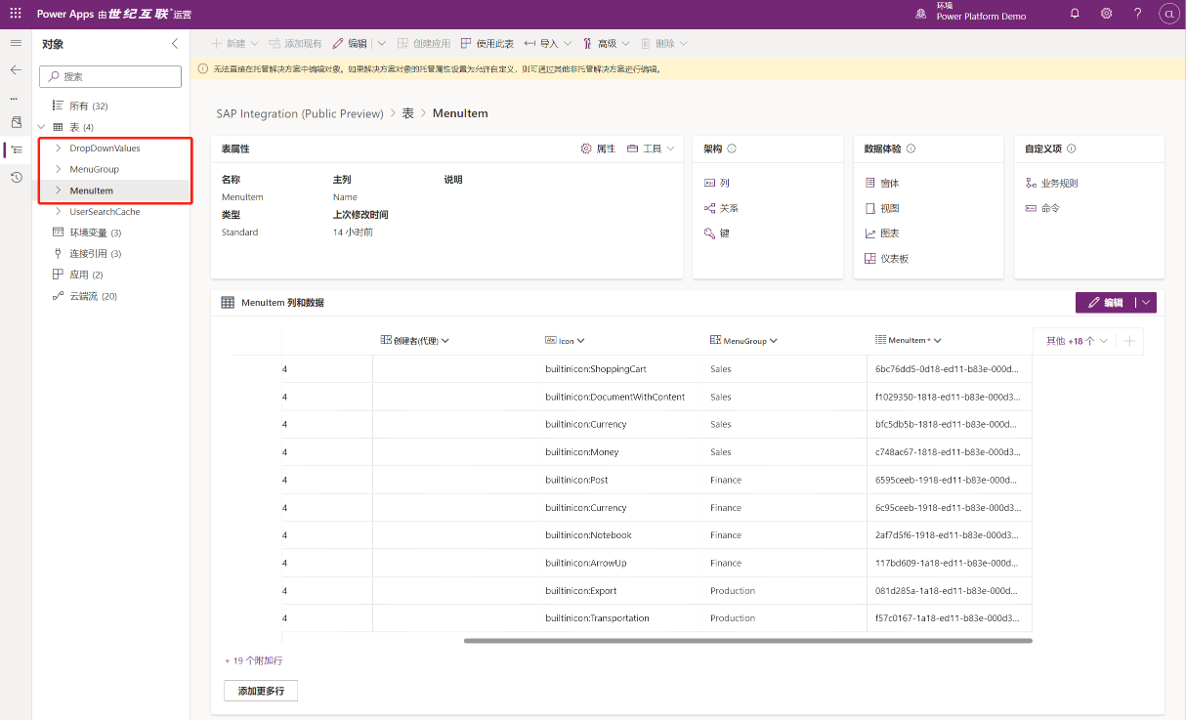 Power Apps 由世纪互联运营
环境
Power Platform Demo
CL
对象
搜索
所有 (32)
表 (4)
DropDownValues
MenuGroup
MenuItem
UserSearchCache
环境变量 (3)
连接引用 (3)
应用 (2)
云端流 (20)
新建 添加现有 编辑 创建应用 使用此表 导入 高级 删除
无法直接在托管解决方案中编辑对象。如果解决方案对象的托管属性设置为允许自定义，则可通过其他非托管解决方案进行编辑。
SAP Integration (Public Preview) > 表 > MenuItem
表属性 属性 工具
名称 主列 说明
MenuItem Name
类型 上次修改时间
Standard 14 小时前
架构
列
关系
键
数据体验
窗体
视图
图表
仪表板
自定义项
业务规则
命令
MenuItem 列和数据 编辑
创建者(代理) Icon MenuGroup MenuItem * 其他 +18 个
4 builtinicon:ShoppingCart Sales 6bc76dd5-0d18-ed11-b83e-000d...
4 builtinicon:DocumentWithContent Sales f1029350-1818-ed11-b83e-000d3...
4 builtinicon:Currency Sales bfc5db5b-1818-ed11-b83e-000d...
4 builtinicon:Money Sales c748ac67-1818-ed11-b83e-000d3...
4 builtinicon:Post Finance 6595ceeb-1918-ed11-b83e-000d...
4 builtinicon:Currency Finance 6c95ceeb-1918-ed11-b83e-000d3...
4 builtinicon:Notebook Finance 2af7d5f6-1918-ed11-b83e-000d3...
4 builtinicon:ArrowUp Finance 117bd609-1a18-ed11-b83e-000d...
4 builtinicon:Export Production 081d285a-1a18-ed11-b83e-000d...
4 builtinicon:Transportation Production f57c0167-1a18-ed11-b83e-000d3...
+ 19 个附加行
添加更多行